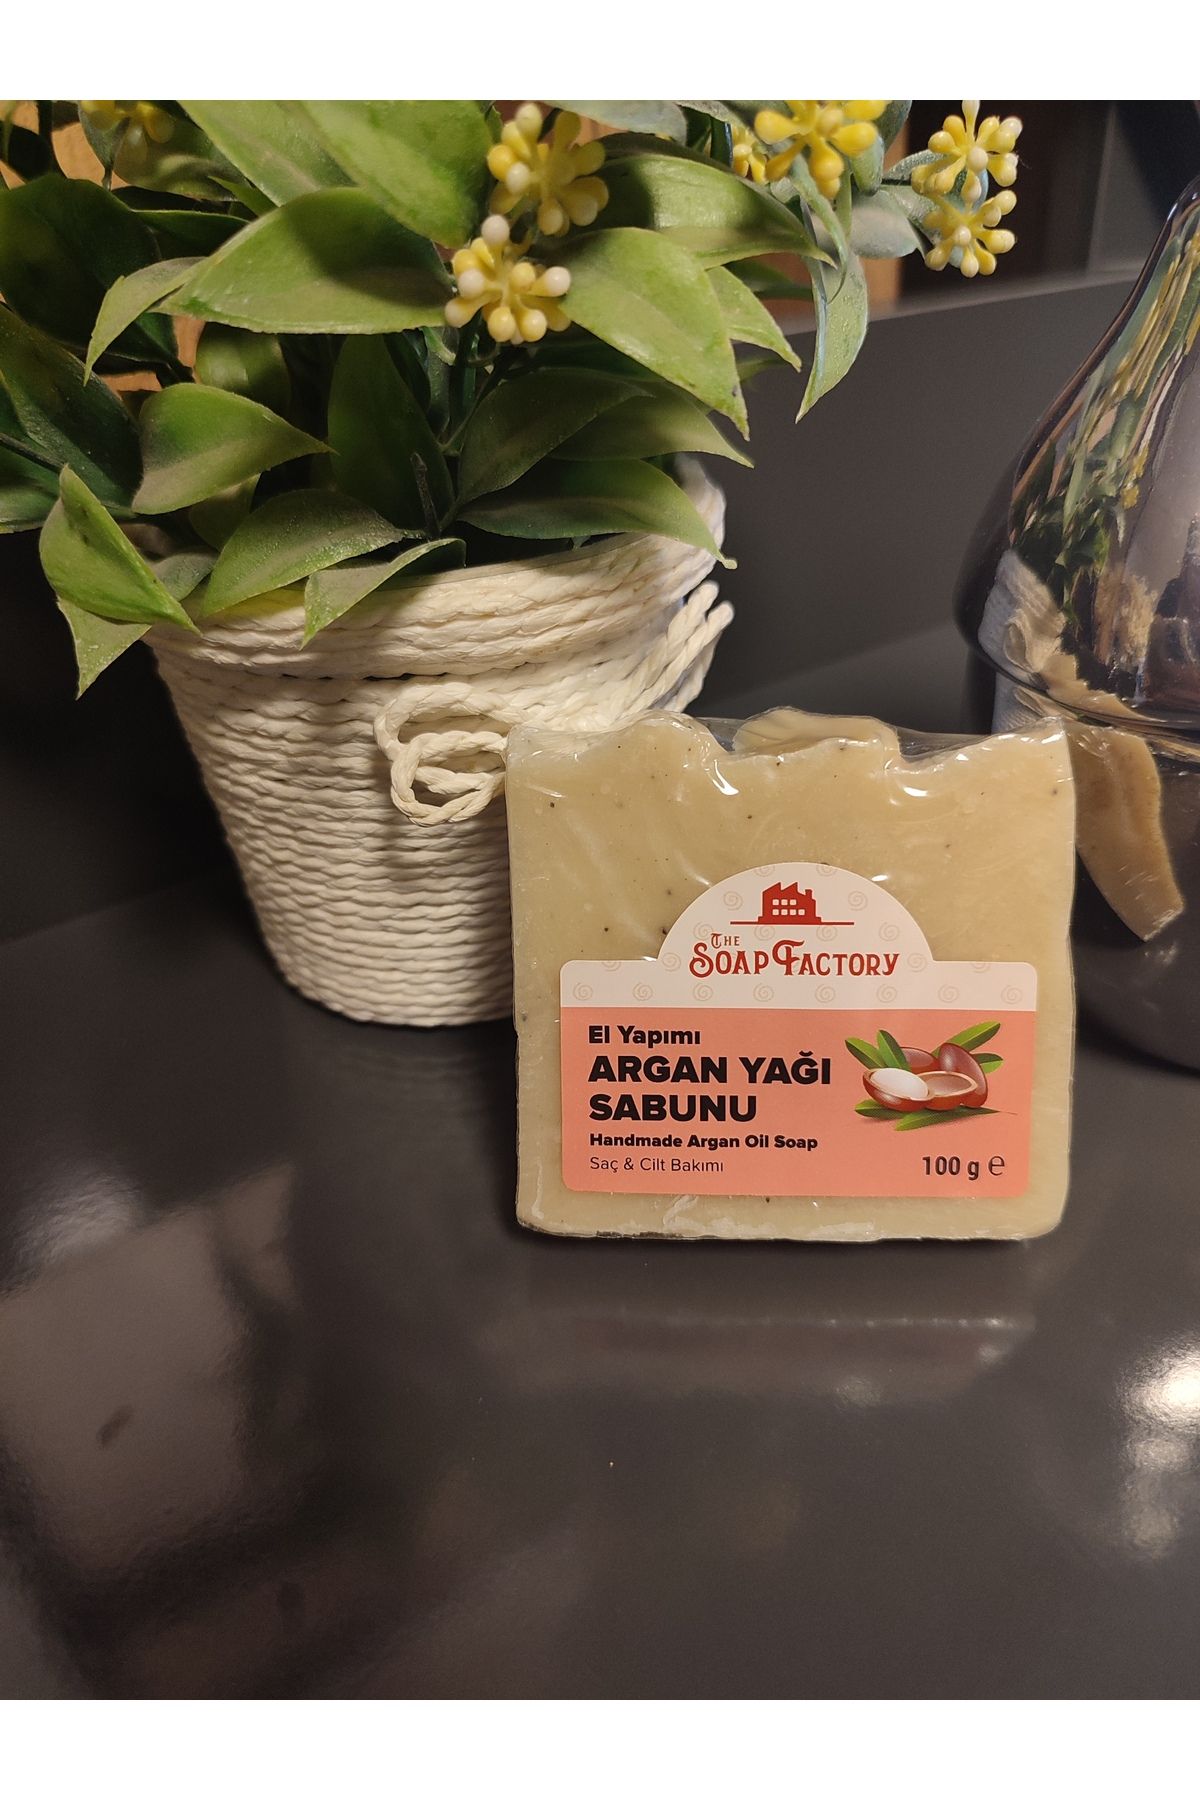 THE
SOAP FACTORY
El Yapımı
ARGAN YAĞI
SABUNU
Handmade Argan Oil Soap
Saç & Cilt Bakımı
100 g ℮